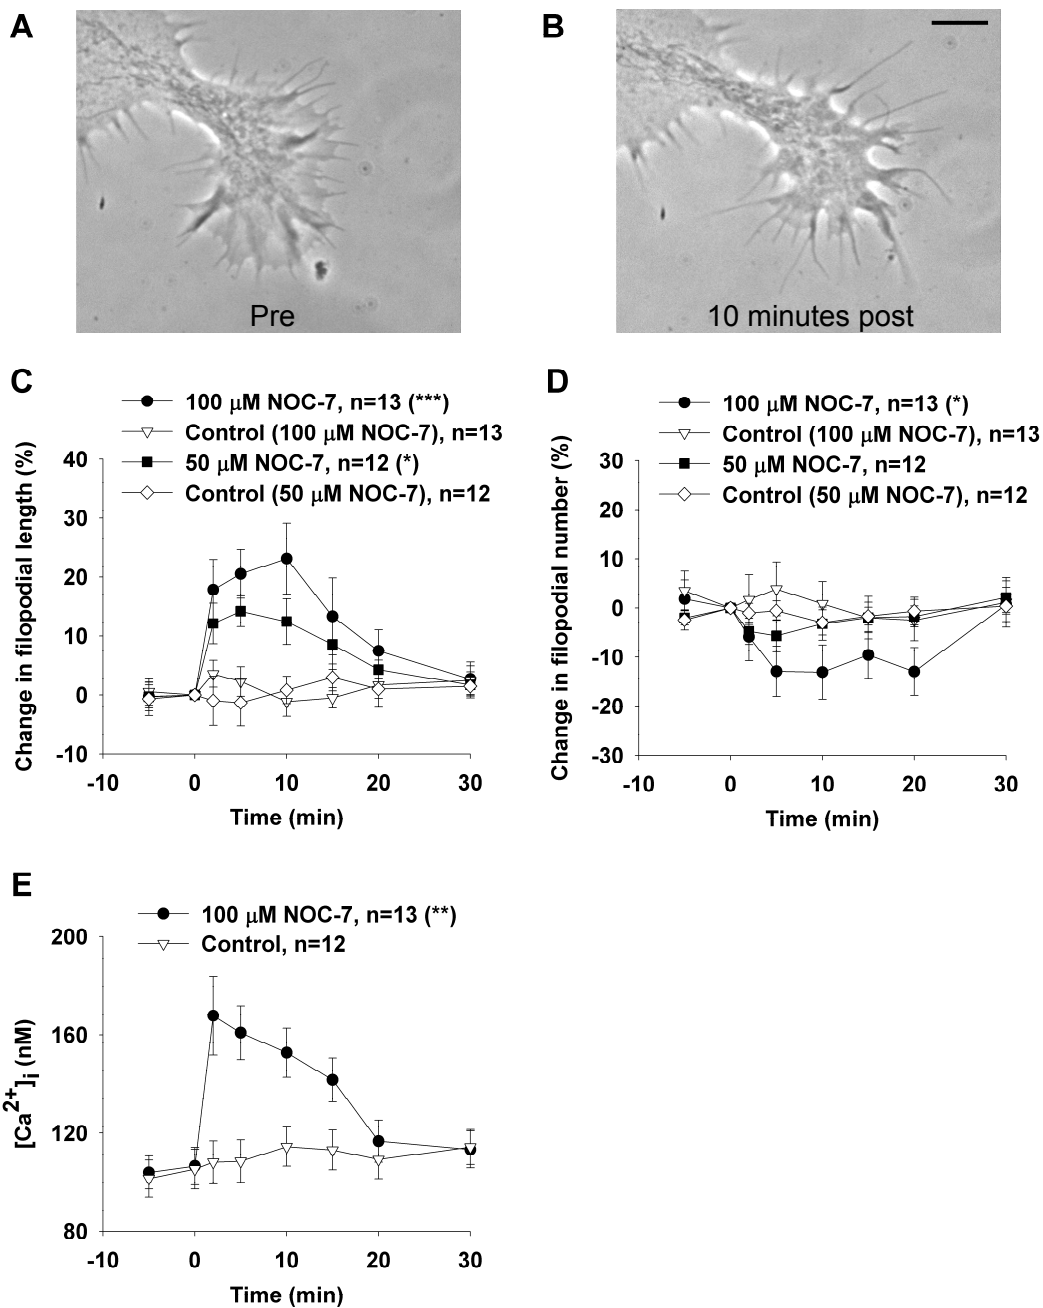 A
B
Pre
10 minutes post
C
100 μM NOC-7, n=13 (***)
Control (100 μM NOC-7), n=13
50 μM NOC-7, n=12 (*)
Control (50 μM NOC-7), n=12
Change in filopodial length (%)
40
30
20
10
0
-10
-10
0
10
20
30
Time (min)
D
100 μM NOC-7, n=13 (*)
Control (100 μM NOC-7), n=13
50 μM NOC-7, n=12
Control (50 μM NOC-7), n=12
Change in filopodial number (%)
30
20
10
0
-10
-20
-30
-10
0
10
20
30
Time (min)
E
100 μM NOC-7, n=13 (**)
Control, n=12
[Ca2+]i (nM)
200
160
120
80
-10
0
10
20
30
Time (min)